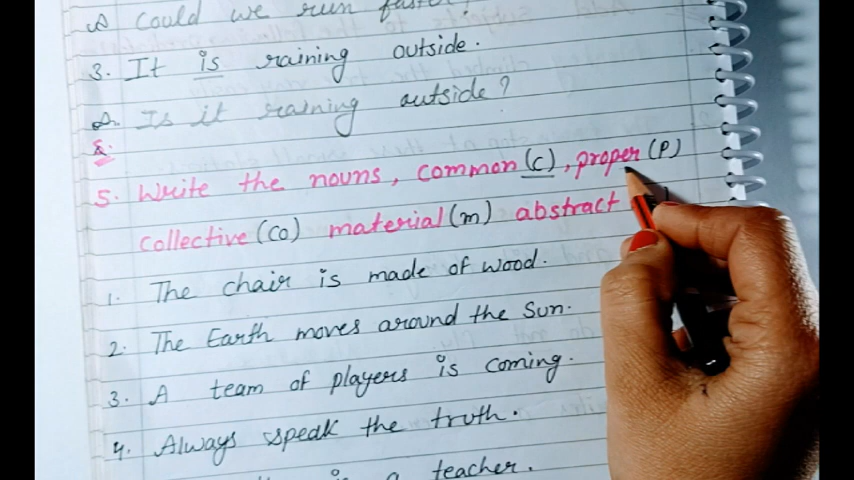 A Could we run faster?
3. It is raining outside.
A. Is it raining outside?
5. Write the nouns, common (C), proper (P)
collective (CO) material (m) abstract
1. The chair is made of wood.
2. The Earth moves around the Sun.
3. A team of players is coming.
4. Always speak the truth.
is a teacher.